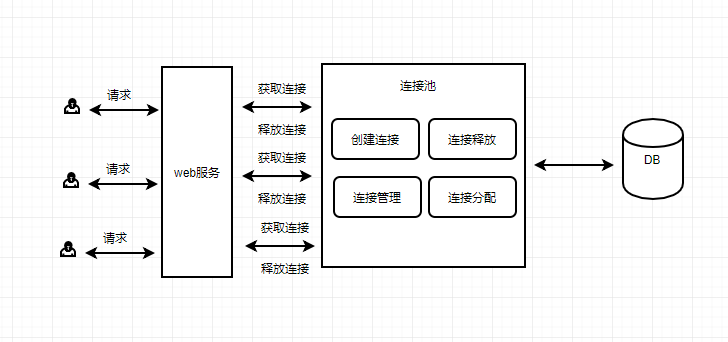 连接池
获取连接
请求
释放连接
创建连接
连接释放
获取连接
请求
web服务
DB
释放连接
连接管理
连接分配
获取连接
请求
释放连接